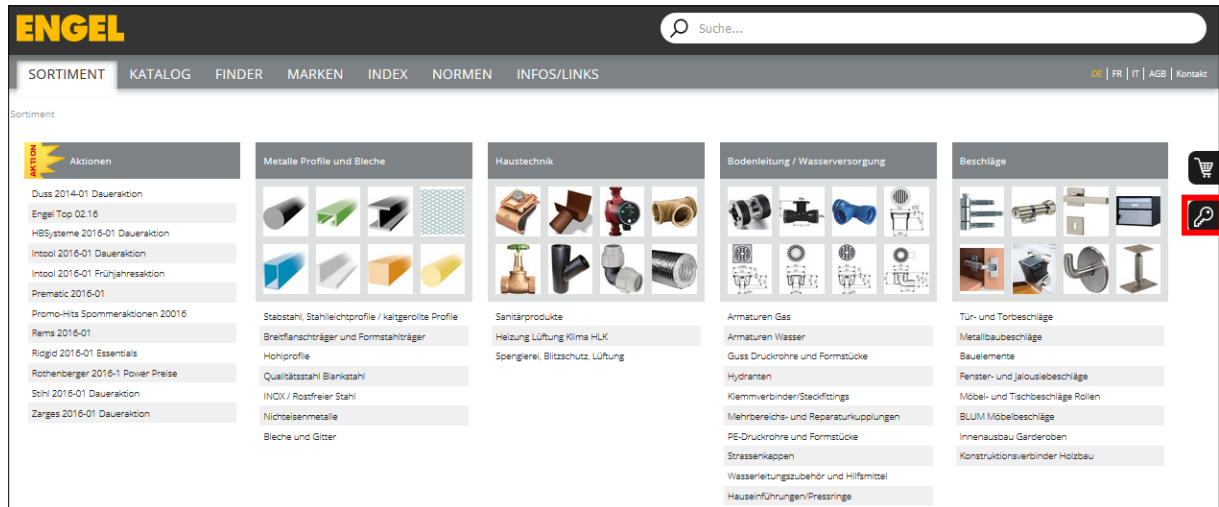 ENGEL
Suche...
SORTIMENT KATALOG FINDER MARKEN INDEX NORMEN INFOS/LINKS
DE | FR | IT | AGB | Kontakt
Sortiment
AKTION
Aktionen
Duss 2014-01 Daueraktion
Engel Top 02.16
HBSysteme 2016-01 Daueraktion
Intool 2016-01 Daueraktion
Intool 2016-01 Frühjahresaktion
Prematic 2016-01
Promo-Hits Spommeraktionen 20016
Rems 2016-01
Ridgid 2016-01 Essentials
Rothenberger 2016-1 Power Preise
Stihl 2016-01 Daueraktion
Zarges 2016-01 Daueraktion
Metalle Profile und Bleche
Stabstahl, Stahlleichtprofile / kaltgerollte Profile
Breitflanschträger und Formstahlträger
Hohlprofile
Qualitätsstahl Blankstahl
INOX / Rostfreier Stahl
Nichteisenmetalle
Bleche und Gitter
Haustechnik
Sanitärprodukte
Heizung Lüftung Klima HLK
Spenglerei, Blitzschutz, Lüftung
Bodenleitung / Wasserversorgung
Armaturen Gas
Armaturen Wasser
Guss Druckrohre und Formstücke
Hydranten
Klemmverbinder/Steckfittings
Mehrbereichs- und Reparaturkupplungen
PE-Druckrohre und Formstücke
Strassenkappen
Wasserleitungszubehör und Hilfsmittel
Hauseinführungen/Pressringe
Beschläge
Tür- und Torbeschläge
Metallbaubeschläge
Bauelemente
Fenster- und Jalousiebeschläge
Möbel- und Tischbeschläge Rollen
BLUM Möbelbeschläge
Innenausbau Garderoben
Konstruktionsverbinder Holzbau